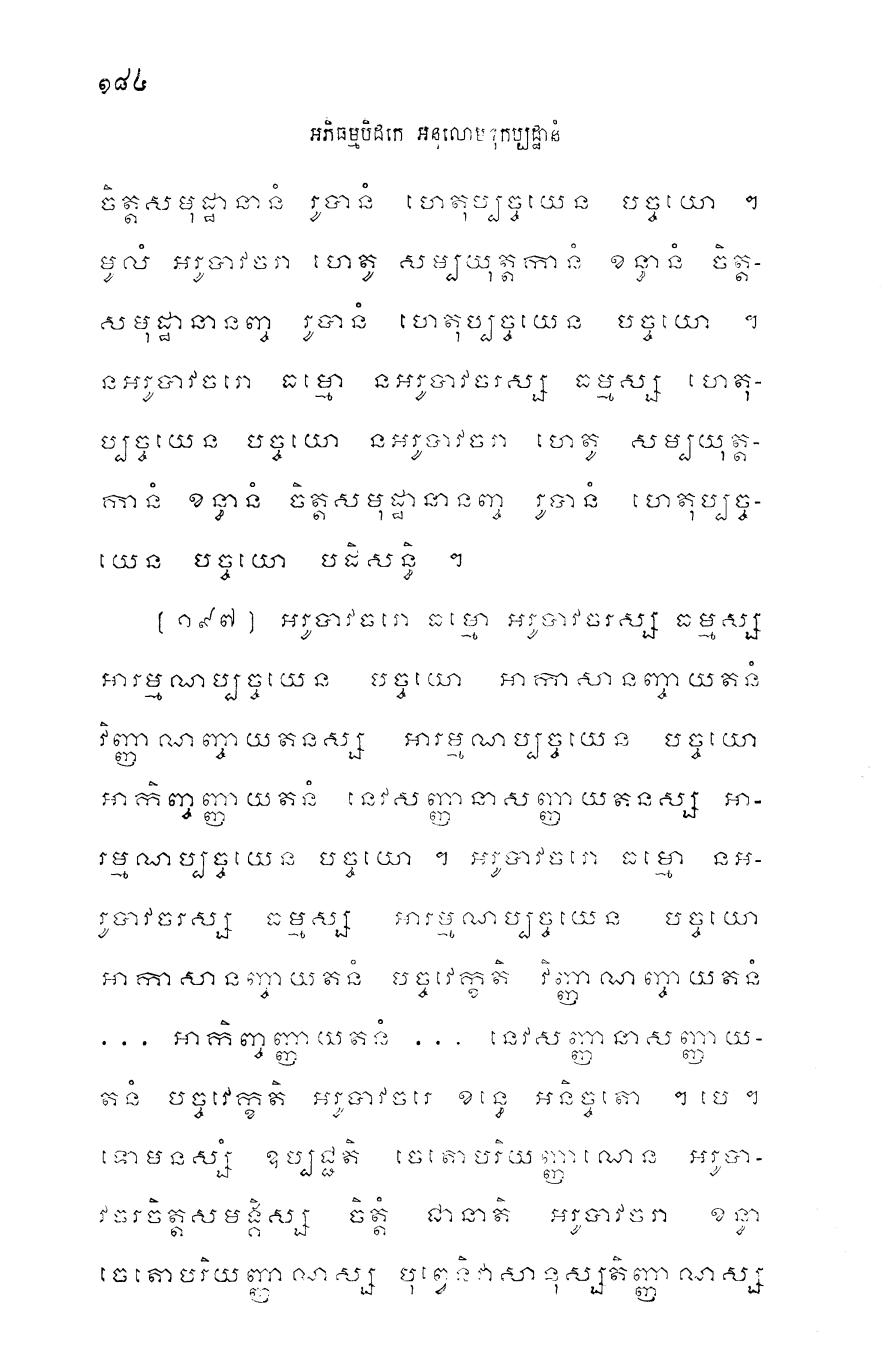 ១៨៤
អភិធម្មបិដកេ អនុលោមទុកប្បដ្ឋានំ
ចិត្តសមុដ្ឋានានំ រូបានំ ហេតុប្បច្ចយេន បច្ចយោ ។
មូលំ អរូបាវចរា ហេតូ សម្បយុត្តកានំ ខន្ធានំ ចិត្ត-
សមុដ្ឋានានញ្ច រូបានំ ហេតុប្បច្ចយេន បច្ចយោ ។
នអរូបាវចរោ ធម្មោ នអរូបាវចរស្ស ធម្មស្ស ហេតុ-
ប្បច្ចយេន បច្ចយោ នអរូបាវចរា ហេតូ សម្បយុត្ត-
កានំ ខន្ធានំ ចិត្តសមុដ្ឋានានញ្ច រូបានំ ហេតុប្បច្ច-
យេន បច្ចយោ បដិសន្ធិ ។
[១៩៧] អរូបាវចរោ ធម្មោ អរូបាវចរស្ស ធម្មស្ស
អារម្មណប្បច្ចយេន បច្ចយោ អាកាសានញ្ចាយតនំ
វិញ្ញាណញ្ចាយតនស្ស អារម្មណប្បច្ចយេន បច្ចយោ
អាកិញ្ចញ្ញាយតនំ នេវសញ្ញានាសញ្ញាយតនស្ស អា-
រម្មណប្បច្ចយេន បច្ចយោ ។ អរូបាវចរោ ធម្មោ នអ-
រូបាវចរស្ស ធម្មស្ស អារម្មណប្បច្ចយេន បច្ចយោ
អាកាសានញ្ចាយតនំ បច្ចវេក្ខតិ វិញ្ញាណញ្ចាយតនំ
... អាកិញ្ចញ្ញាយតនំ ... នេវសញ្ញានាសញ្ញាយ-
តនំ បច្ចវេក្ខតិ អរូបាវចរេ ខន្ធេ អនិច្ចតោ ។ បេ ។
ទោមនស្សំ ឧប្បជ្ជតិ ចេតោបរិយញ្ញាណេន អរូបា-
វចរចិត្តសមង្គិស្ស ចិត្តំ ជានាតិ អរូបាវចរា ខន្ធា
ចេតោបរិយញ្ញាណស្ស បុព្វេនិវាសានុស្សតិញ្ញាណស្ស